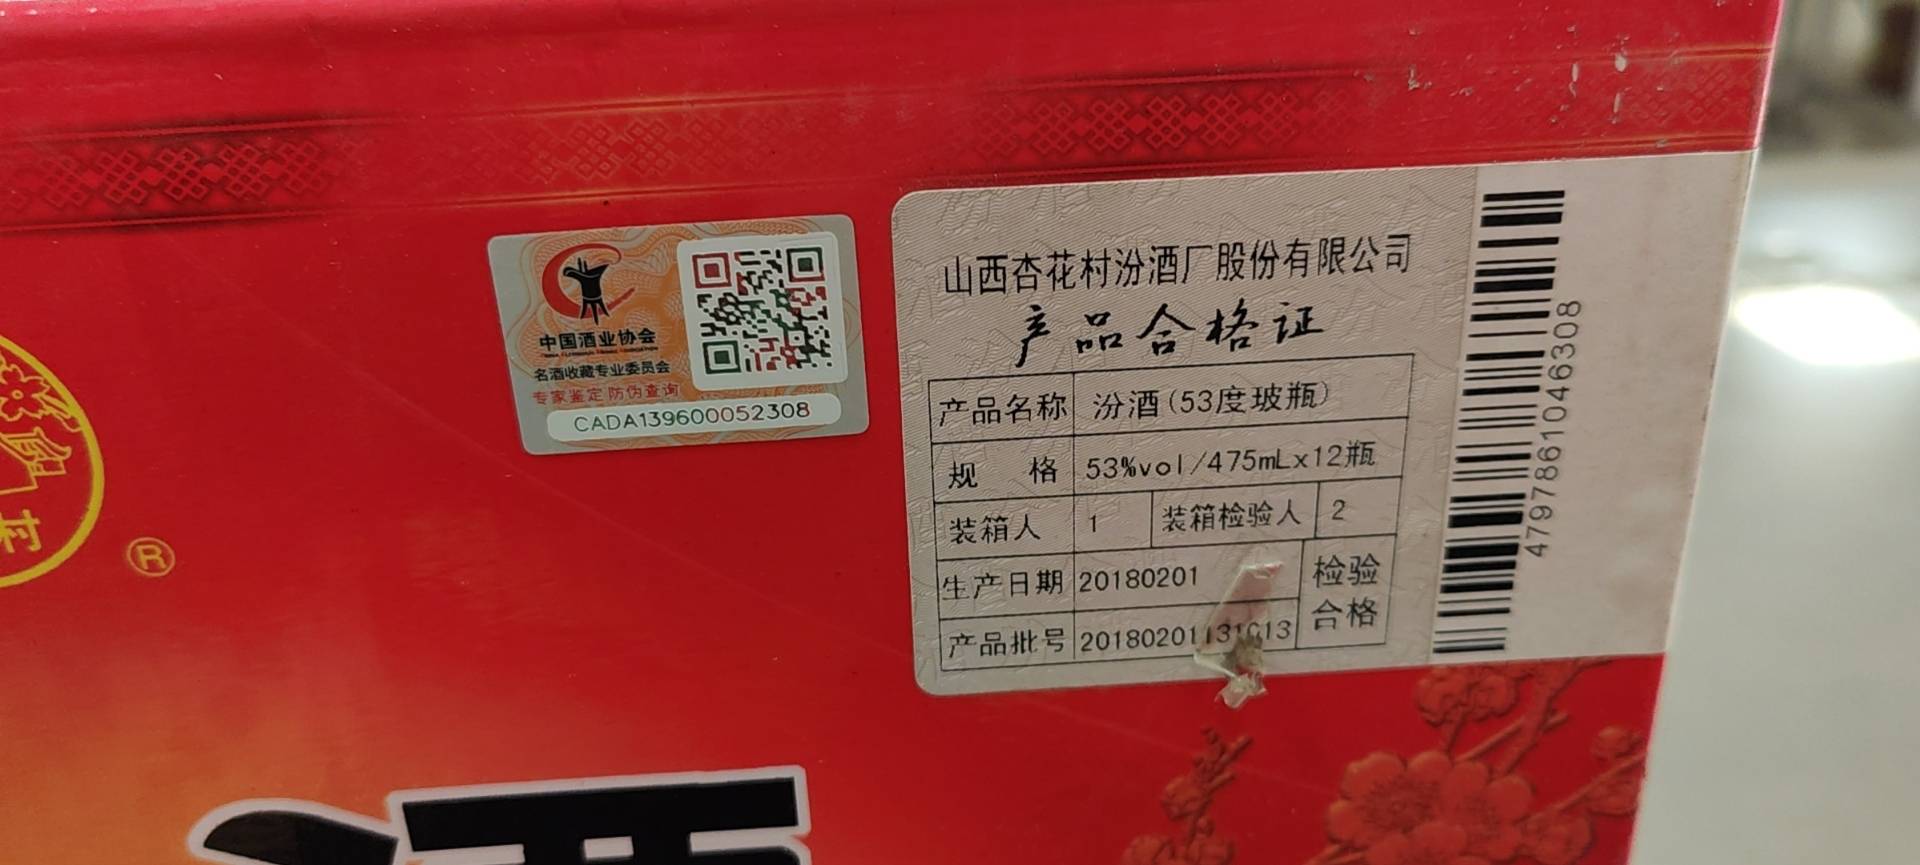 村
®
中国酒业协会
名酒收藏专业委员会
专家鉴定 防伪查询
CADA139600052308
山西杏花村汾酒厂股份有限公司
产品合格证
产品名称 汾酒(53度玻瓶)
规 格 53%vol/475mLx12瓶
装箱人 1 装箱检验人 2
生产日期 20180201
检验
合格
产品批号
4797861046308
酒